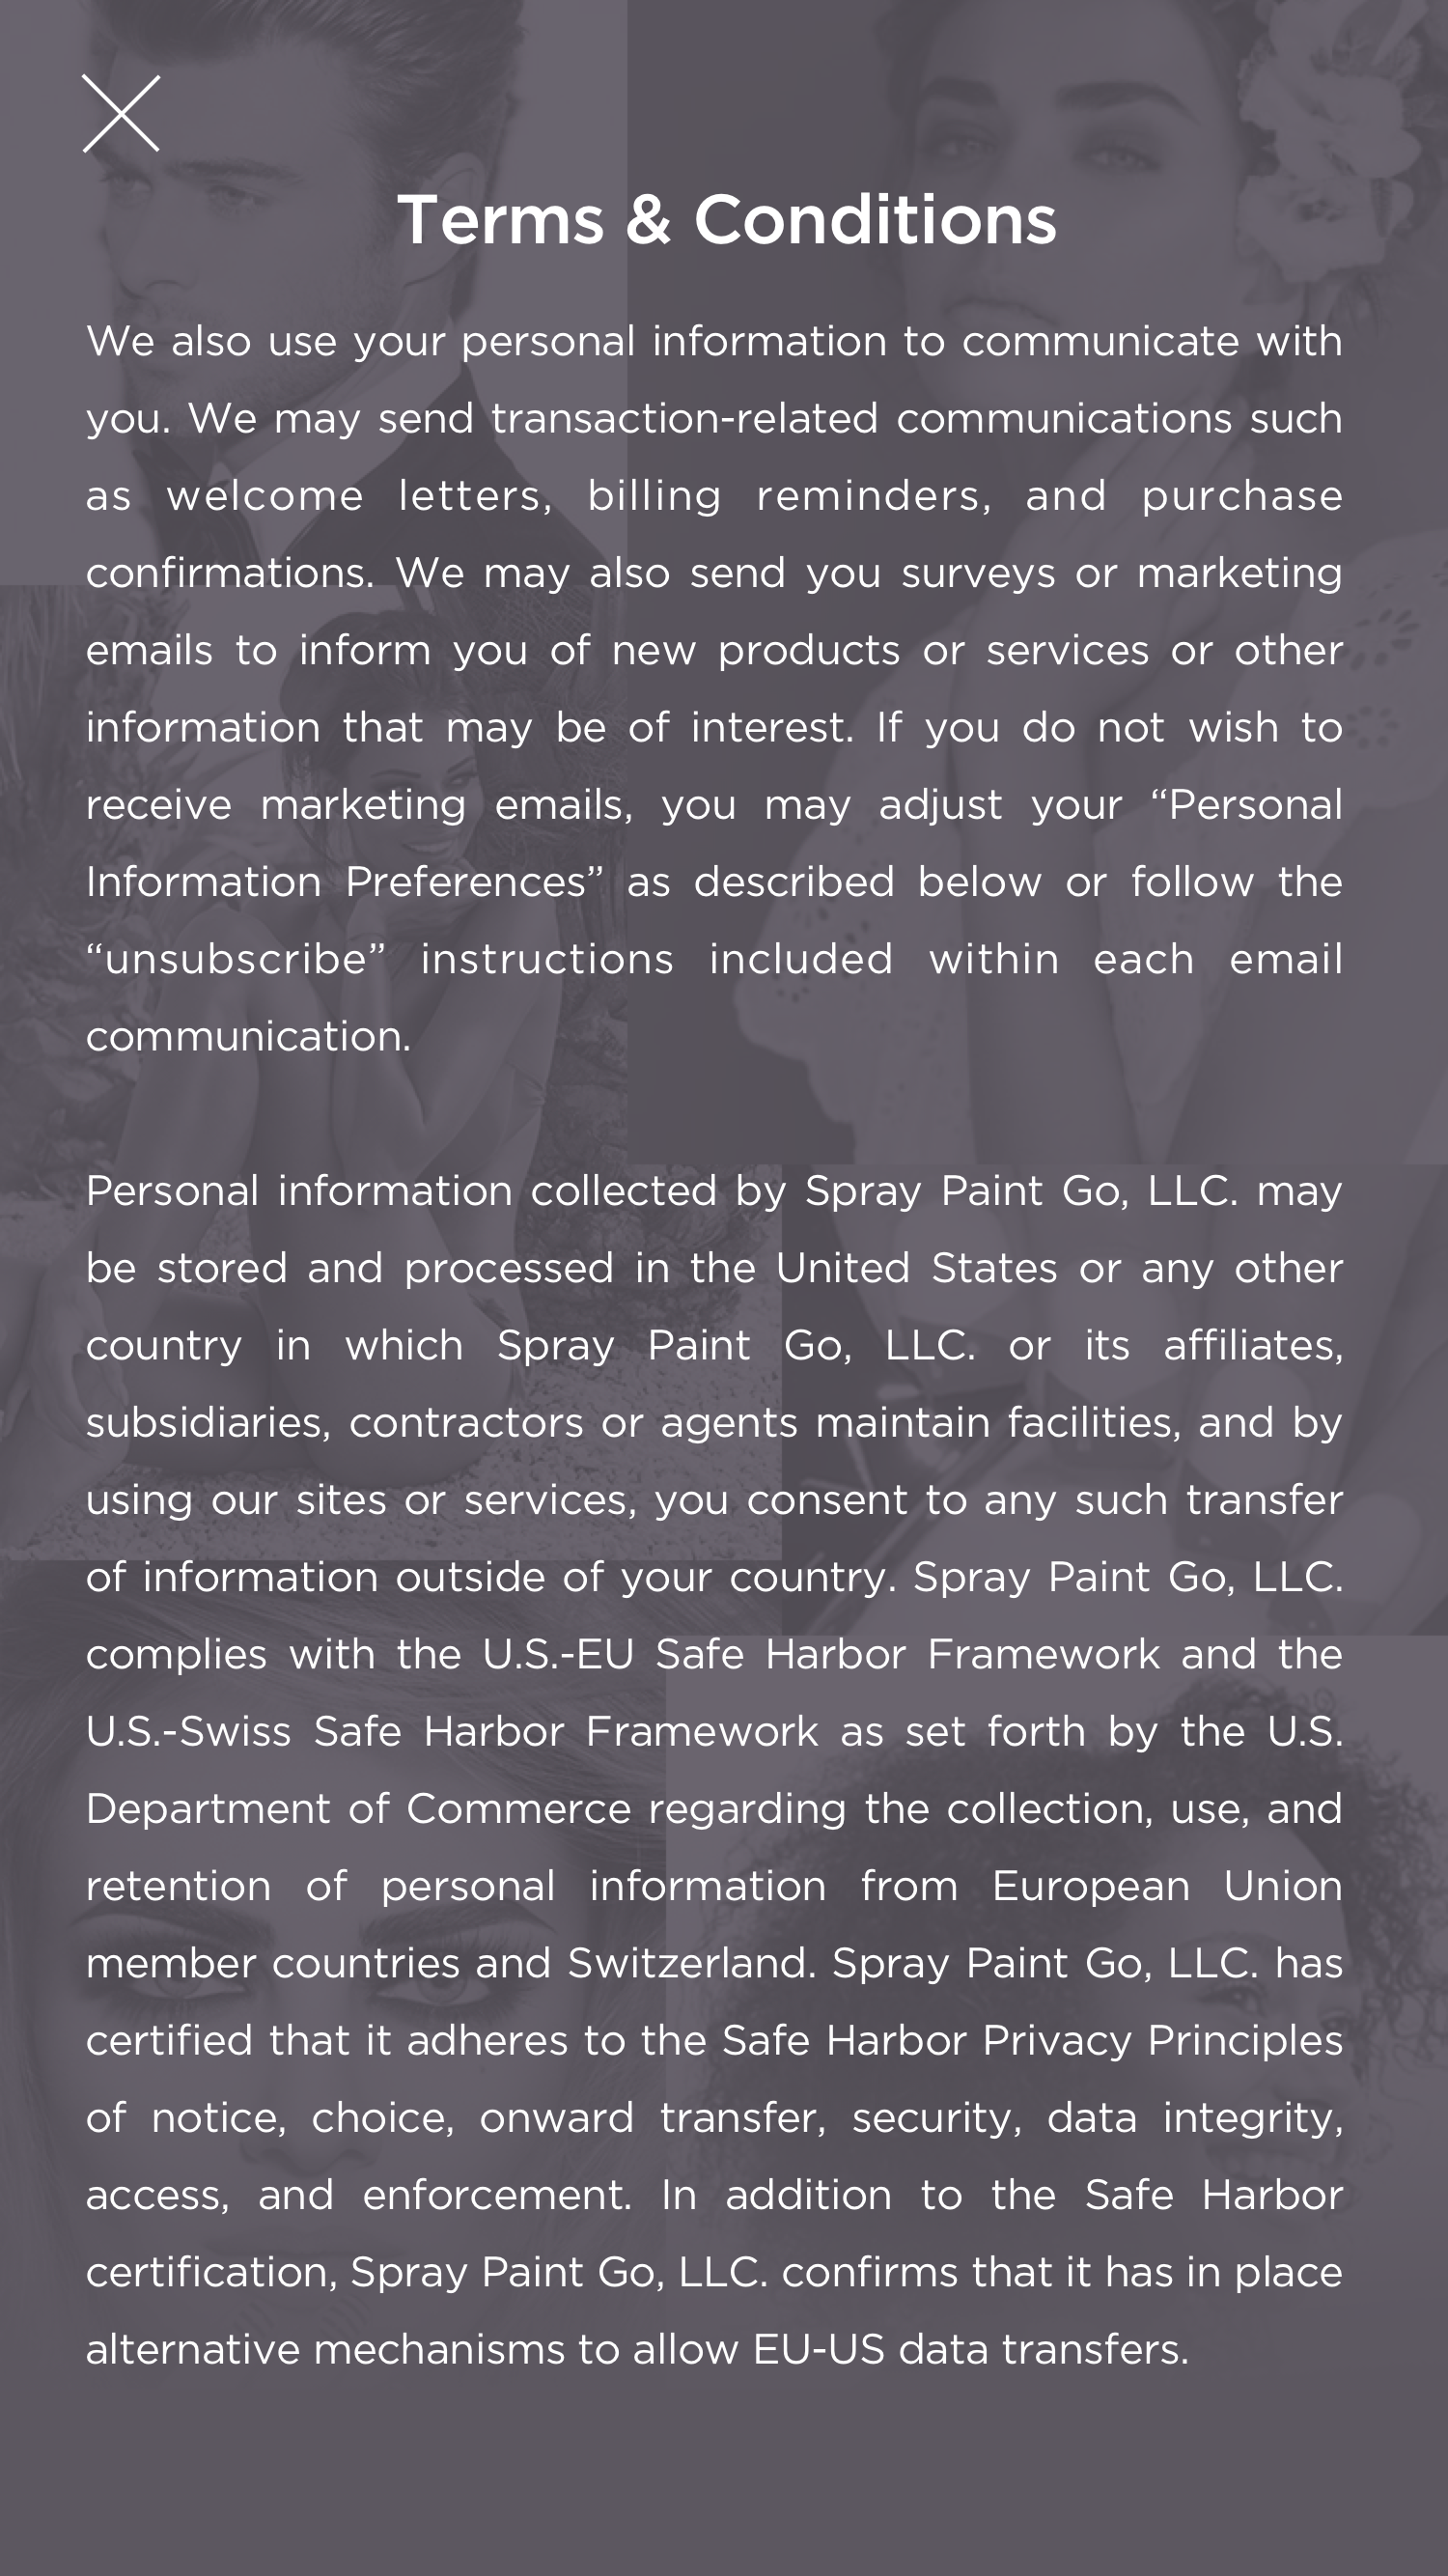 Terms & Conditions
We also use your personal information to communicate with
you. We may send transaction-related communications such
as welcome letters, billing reminders, and purchase
confirmations. We may also send you surveys or marketing
emails to inform you of new products or services or other
information that may be of interest. If you do not wish to
receive marketing emails, you may adjust your “Personal
Information Preferences” as described below or follow the
“unsubscribe” instructions included within each email
communication.
Personal information collected by Spray Paint Go, LLC. may
be stored and processed in the United States or any other
country in which Spray Paint Go, LLC. or its affiliates,
subsidiaries, contractors or agents maintain facilities, and by
using our sites or services, you consent to any such transfer
of information outside of your country. Spray Paint Go, LLC.
complies with the U.S.-EU Safe Harbor Framework and the
U.S.-Swiss Safe Harbor Framework as set forth by the U.S.
Department of Commerce regarding the collection, use, and
retention of personal information from European Union
member countries and Switzerland. Spray Paint Go, LLC. has
certified that it adheres to the Safe Harbor Privacy Principles
of notice, choice, onward transfer, security, data integrity,
access, and enforcement. In addition to the Safe Harbor
certification, Spray Paint Go, LLC. confirms that it has in place
alternative mechanisms to allow EU-US data transfers.